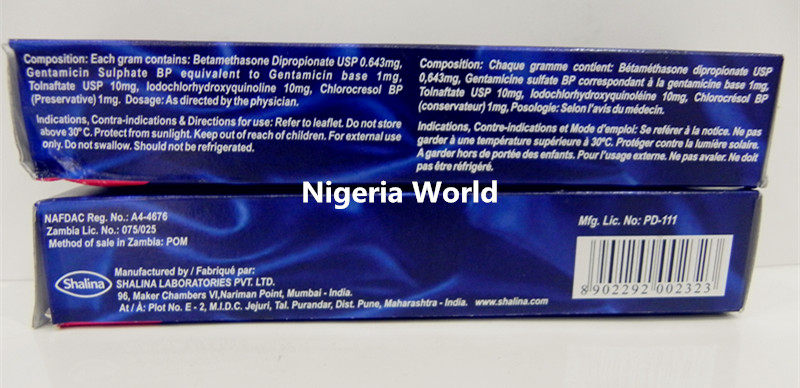 Composition: Each gram contains: Betamethasone Dipropionate USP 0.643mg,
Gentamicin Sulphate BP equivalent to Gentamicin base 1mg,
Tolnaftate USP 10mg, Iodochlorhydroxyquinoline 10mg, Chlorocresol BP
(Preservative) 1mg. Dosage: As directed by the physician.
Indications, Contra-indications & Directions for use: Refer to leaflet. Do not store
above 30°C. Protect from sunlight. Keep out of reach of children. For external use
only. Do not swallow. Should not be refrigerated.
Composition: Chaque gramme contient: Bétaméthasone dipropionate USP
0,643mg, Gentamicine sulfate BP correspondant à la gentamicine base 1mg,
Tolnaftate USP 10mg, Iodochlorhydroxyquinoléine 10mg, Chlorocrésol BP
(conservateur) 1mg, Posologie: Selon l'avis du médecin.
Indications, Contre-indications et Mode d'emploi: Se référer à la notice. Ne pas
garder à une température supérieure à 30°C. Protéger contre la lumière solaire.
A garder hors de portée des enfants. Pour l'usage externe. Ne pas avaler. Ne doit
pas être réfrigéré.
Nigeria World
NAFDAC Reg. No.: A4-4676
Zambia Lic. No.: 075/025
Method of sale in Zambia: POM
Mfg. Lic. No: PD-111
Shalina
Manufactured by / Fabriqué par:
SHALINA LABORATORIES PVT. LTD.
96, Maker Chambers VI,Nariman Point, Mumbai - India.
At / À: Plot No. E - 2, M.I.D.C. Jejuri, Tal. Purandar, Dist. Pune, Maharashtra - India. www.shalina.com
8 902292 002323